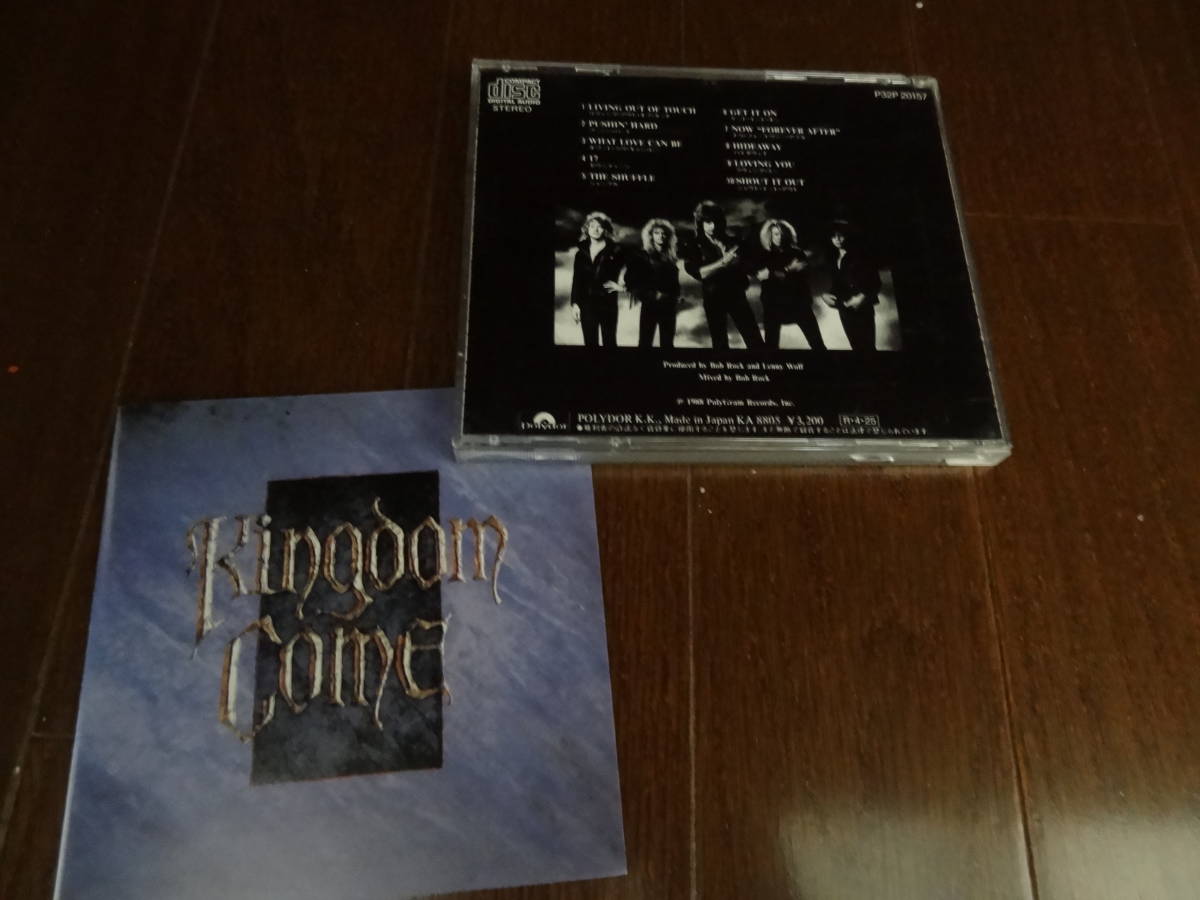 COMPACT
disc
DIGITAL AUDIO
STEREO
P32P 20157
1 LIVING OUT OF TOUCH
2 PUSHIN' HARD
3 WHAT LOVE CAN BE
4 17
5 THE SHUFFLE
6 GET IT ON
7 NOW "FOREVER AFTER"
8 HIDEAWAY
9 LOVING YOU
10 SHOUT IT OUT
Produced by Bob Rock and Lenny Wolf
Mixed by Bob Rock
℗ 1988 PolyGram Records, Inc.
polydor
POLYDOR K.K., Made in Japan KA 8805 ¥3,200
R・4・25
Kingdom
Come